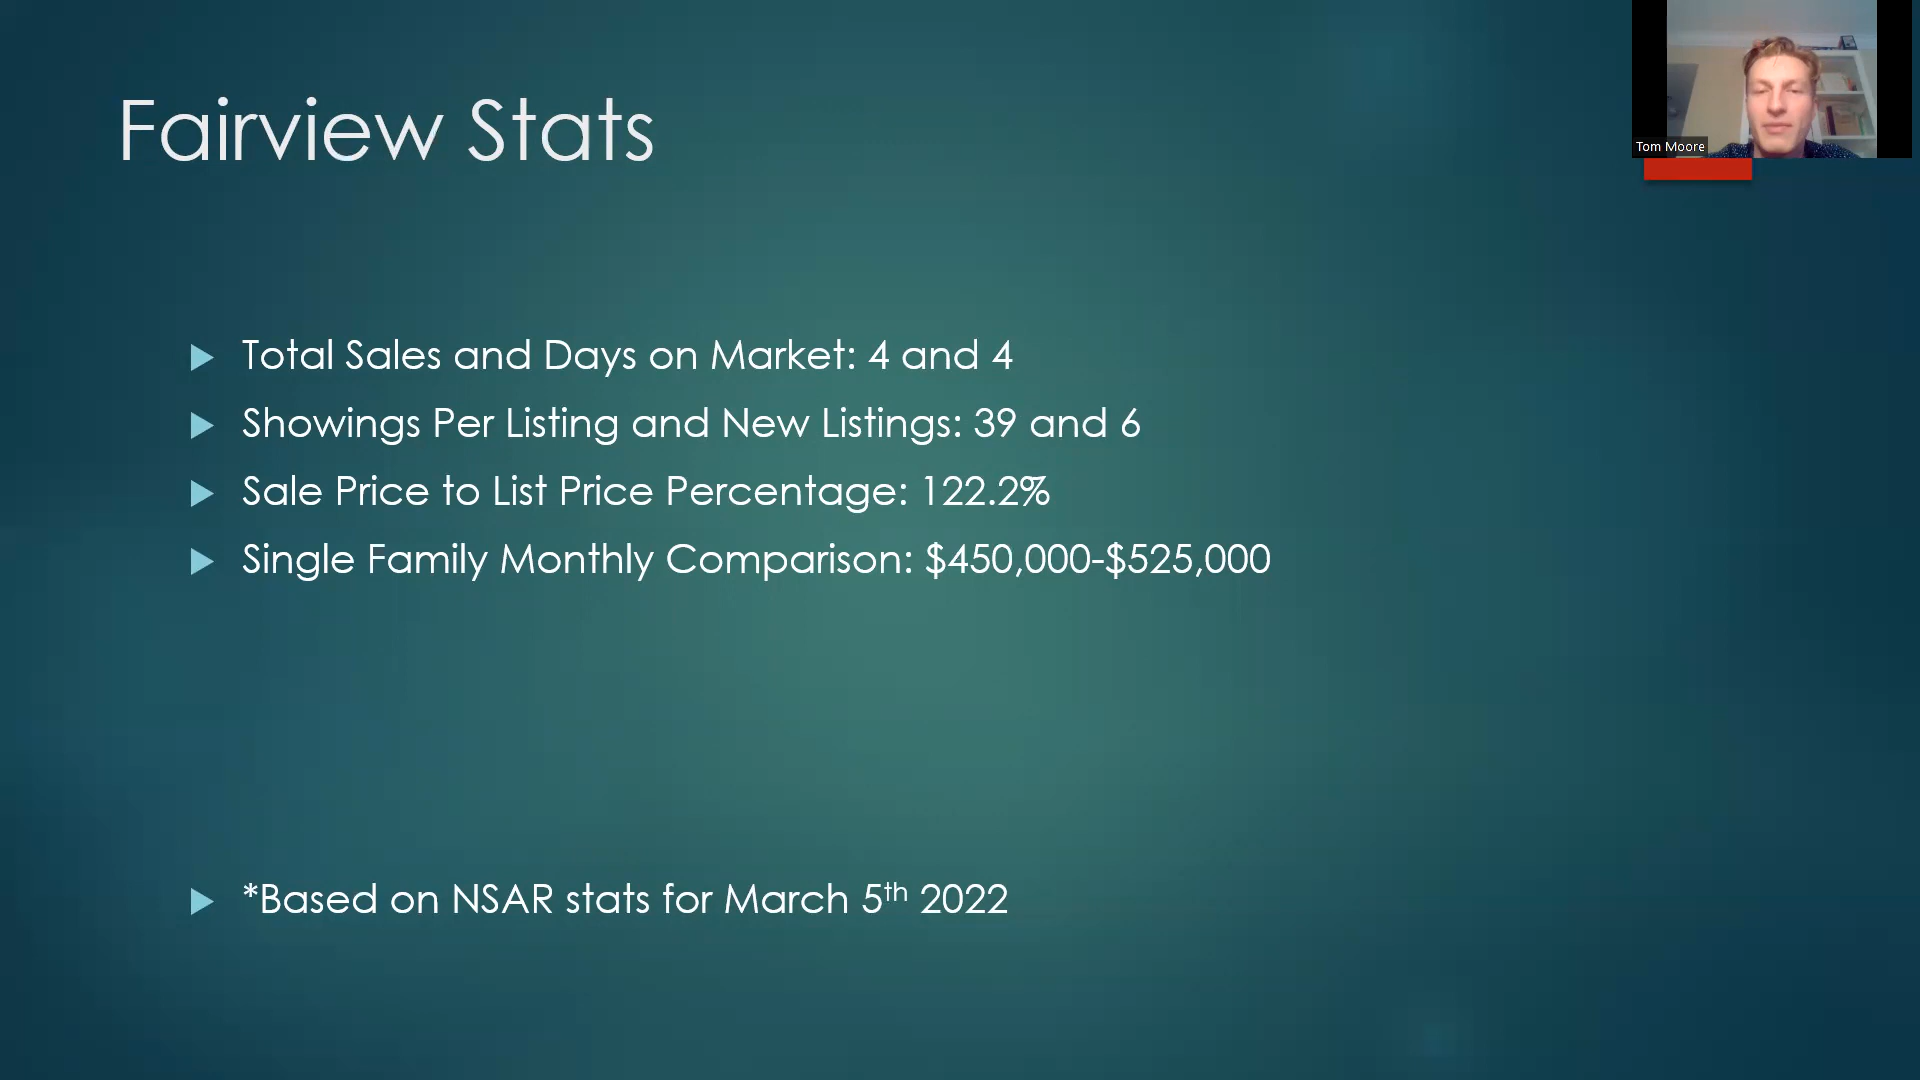 Fairview Stats
Tom Moore
Total Sales and Days on Market: 4 and 4
Showings Per Listing and New Listings: 39 and 6
Sale Price to List Price Percentage: 122.2%
Single Family Monthly Comparison: $450,000-$525,000
*Based on NSAR stats for March 5th 2022